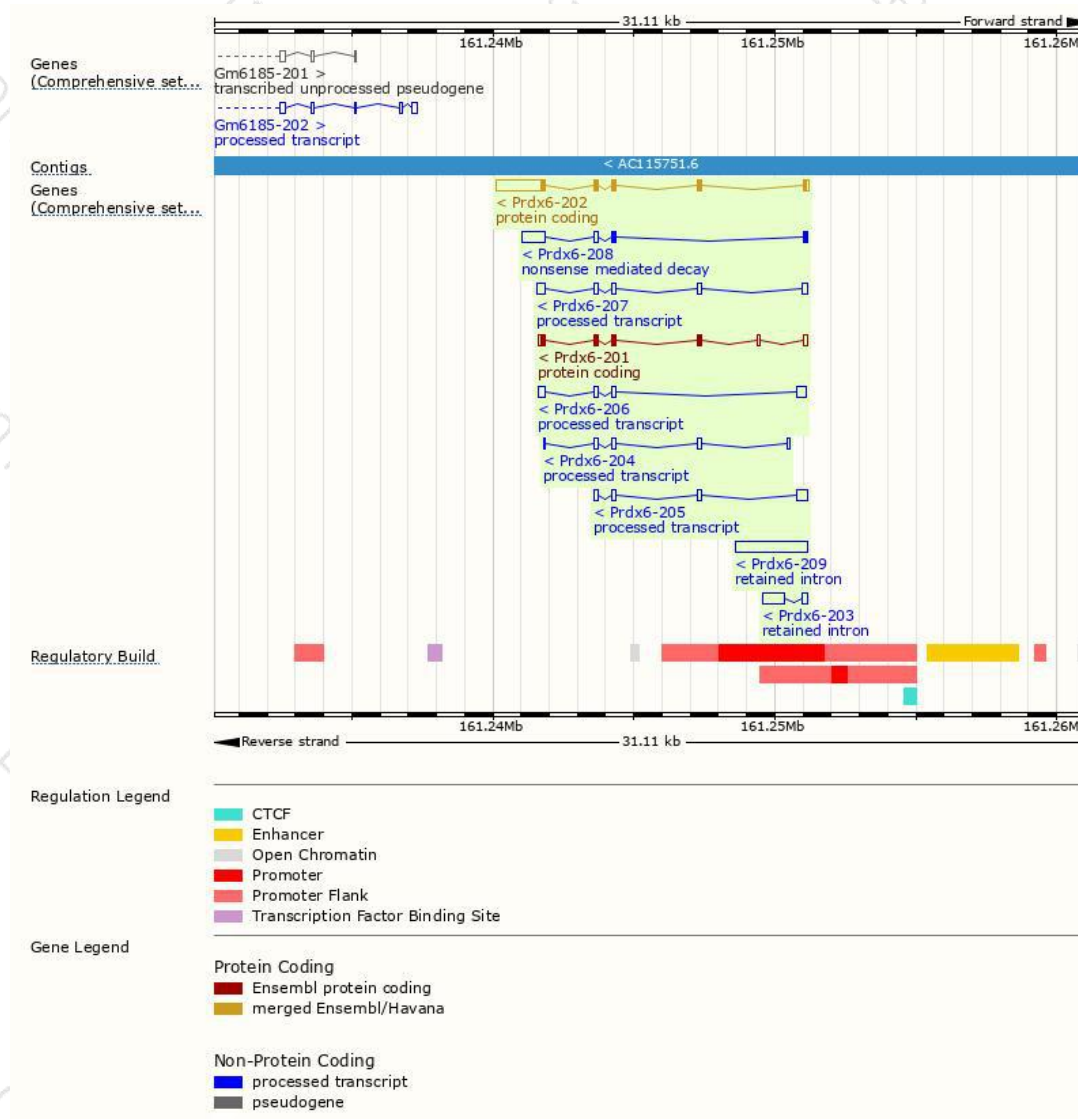 31.11 kb Forward strand
161.24Mb 161.25Mb 161.26M
Genes
(Comprehensive set...
Gm6185-201 >
transcribed unprocessed pseudogene
Gm6185-202 >
processed transcript
Contigs
< AC115751.6
Genes
(Comprehensive set...
< Prdx6-202
protein coding
< Prdx6-208
nonsense mediated decay
< Prdx6-207
processed transcript
< Prdx6-201
protein coding
< Prdx6-206
processed transcript
< Prdx6-204
processed transcript
< Prdx6-205
processed transcript
< Prdx6-209
retained intron
< Prdx6-203
retained intron
Regulatory Build
161.24Mb 161.25Mb 161.26M
Reverse strand 31.11 kb
Regulation Legend
CTCF
Enhancer
Open Chromatin
Promoter
Promoter Flank
Transcription Factor Binding Site
Gene Legend
Protein Coding
Ensembl protein coding
merged Ensembl/Havana
Non-Protein Coding
processed transcript
pseudogene